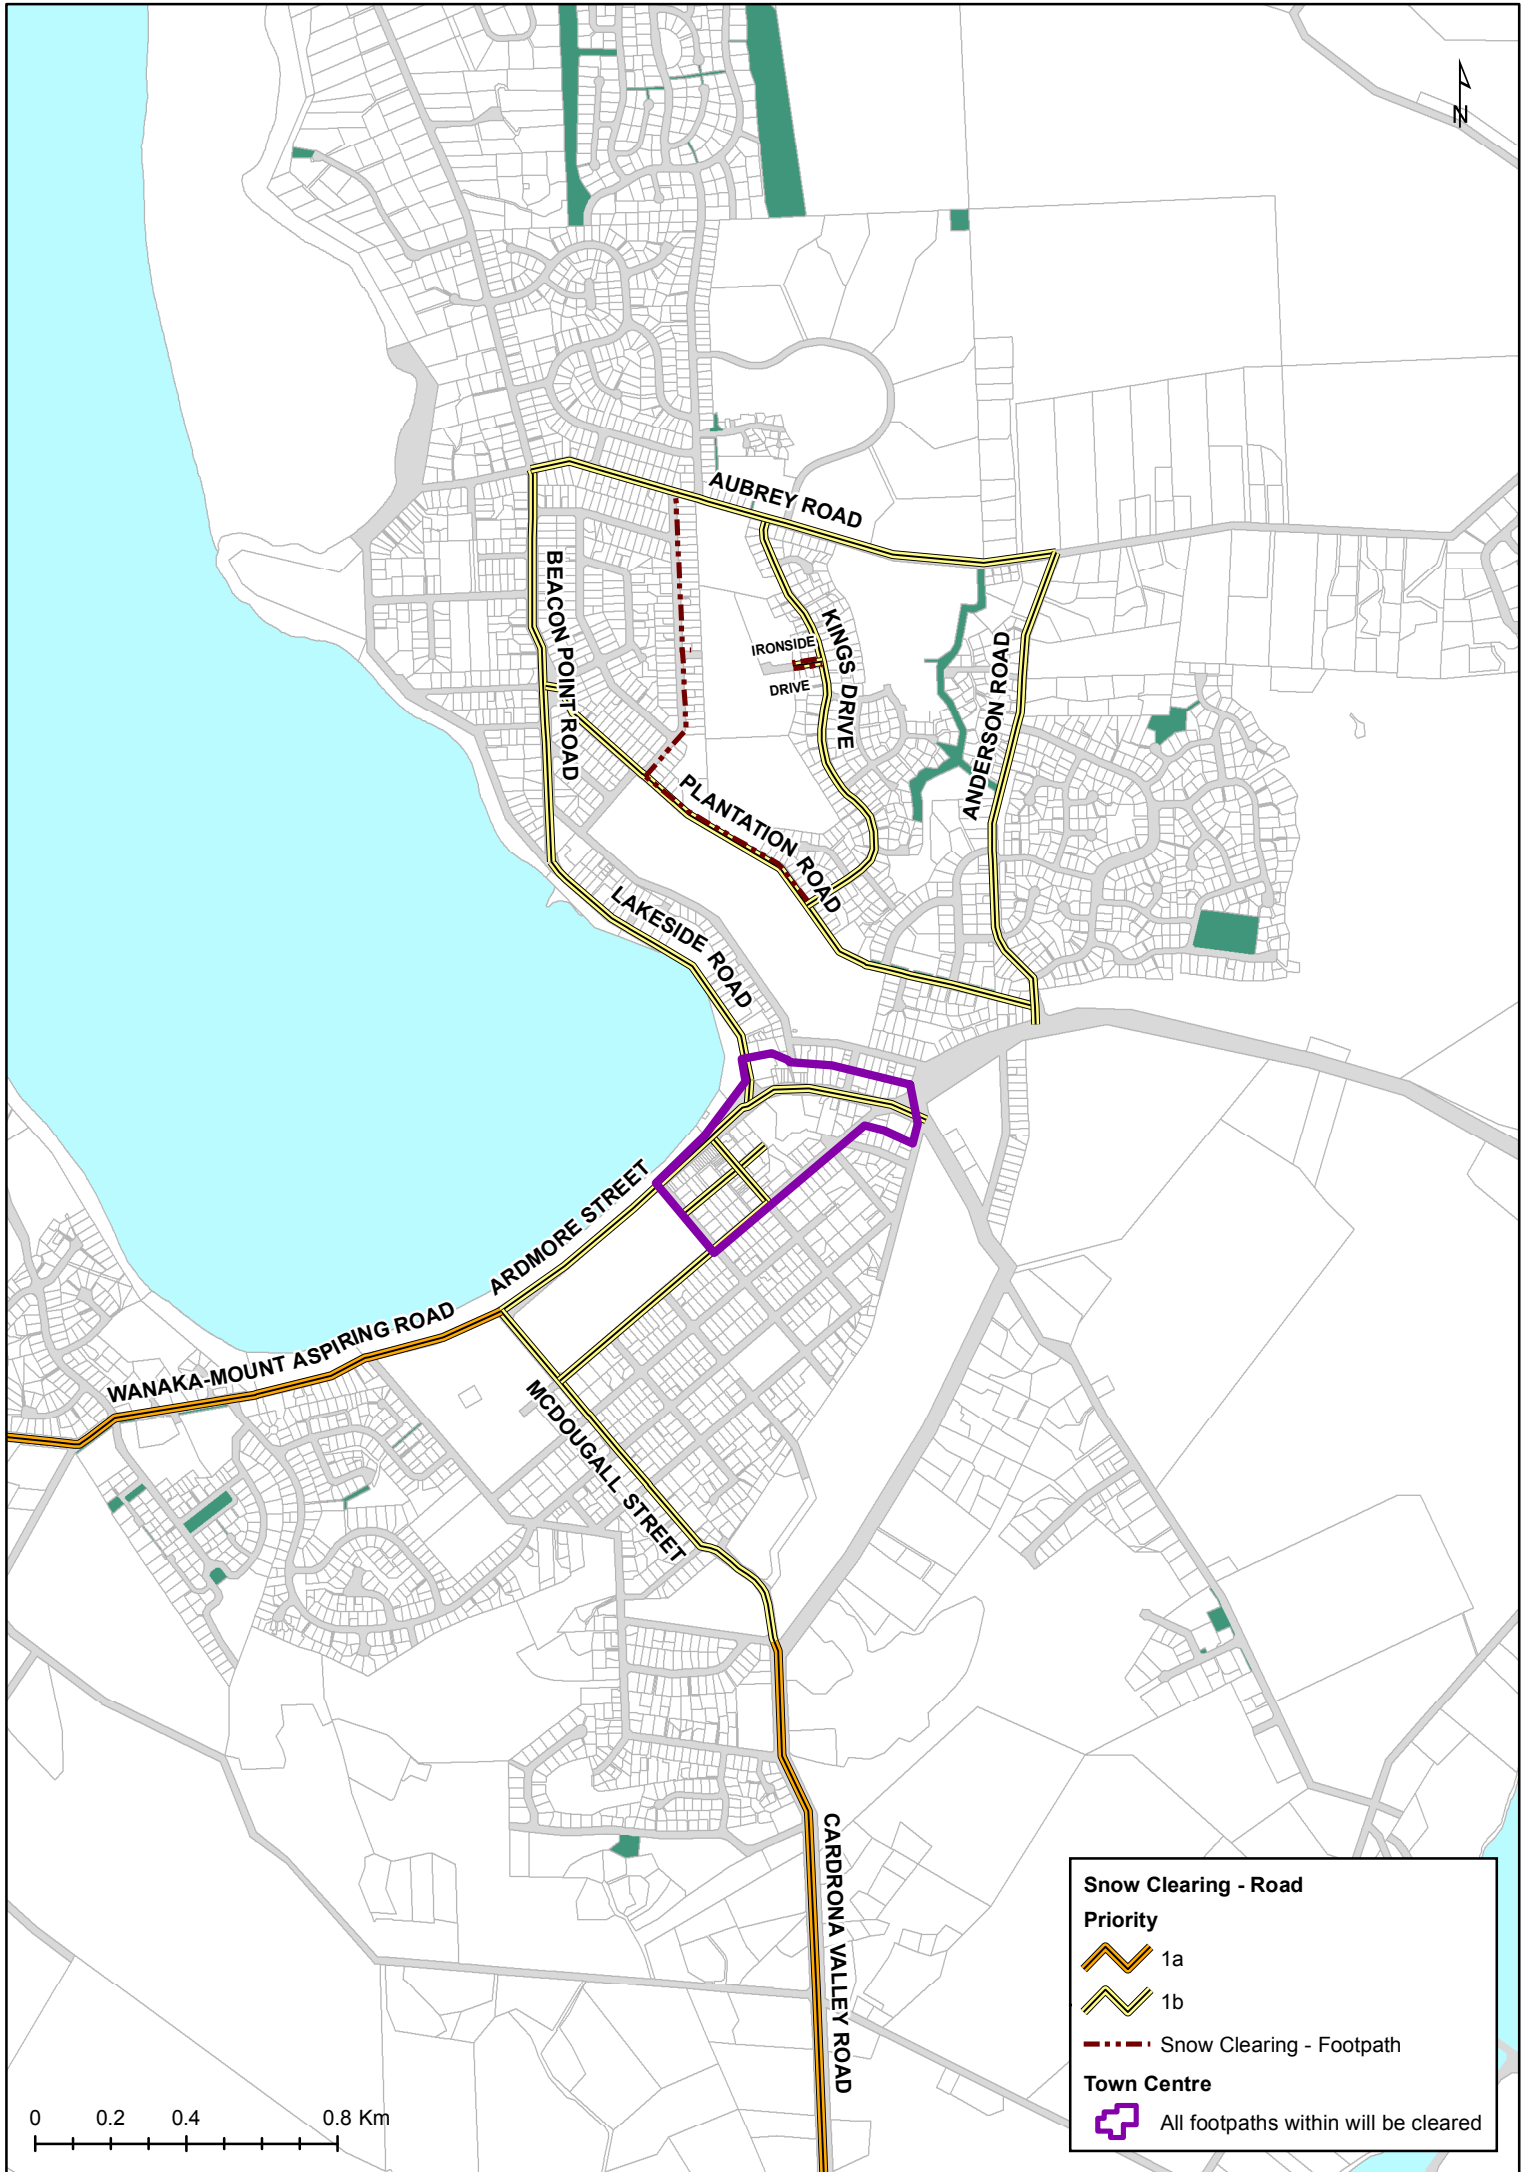 N
AUBREY ROAD
BEACON POINT ROAD
KINGS DRIVE
IRONSIDE
DRIVE
ANDERSON ROAD
PLANTATION ROAD
LAKESIDE ROAD
ARDMORE STREET
WANAKA-MOUNT ASPIRING ROAD
MCDOUGALL STREET
CARDRONA VALLEY ROAD
Snow Clearing - Road
Priority
1a
1b
Snow Clearing - Footpath
Town Centre
All footpaths within will be cleared
0 0.2 0.4 0.8 Km